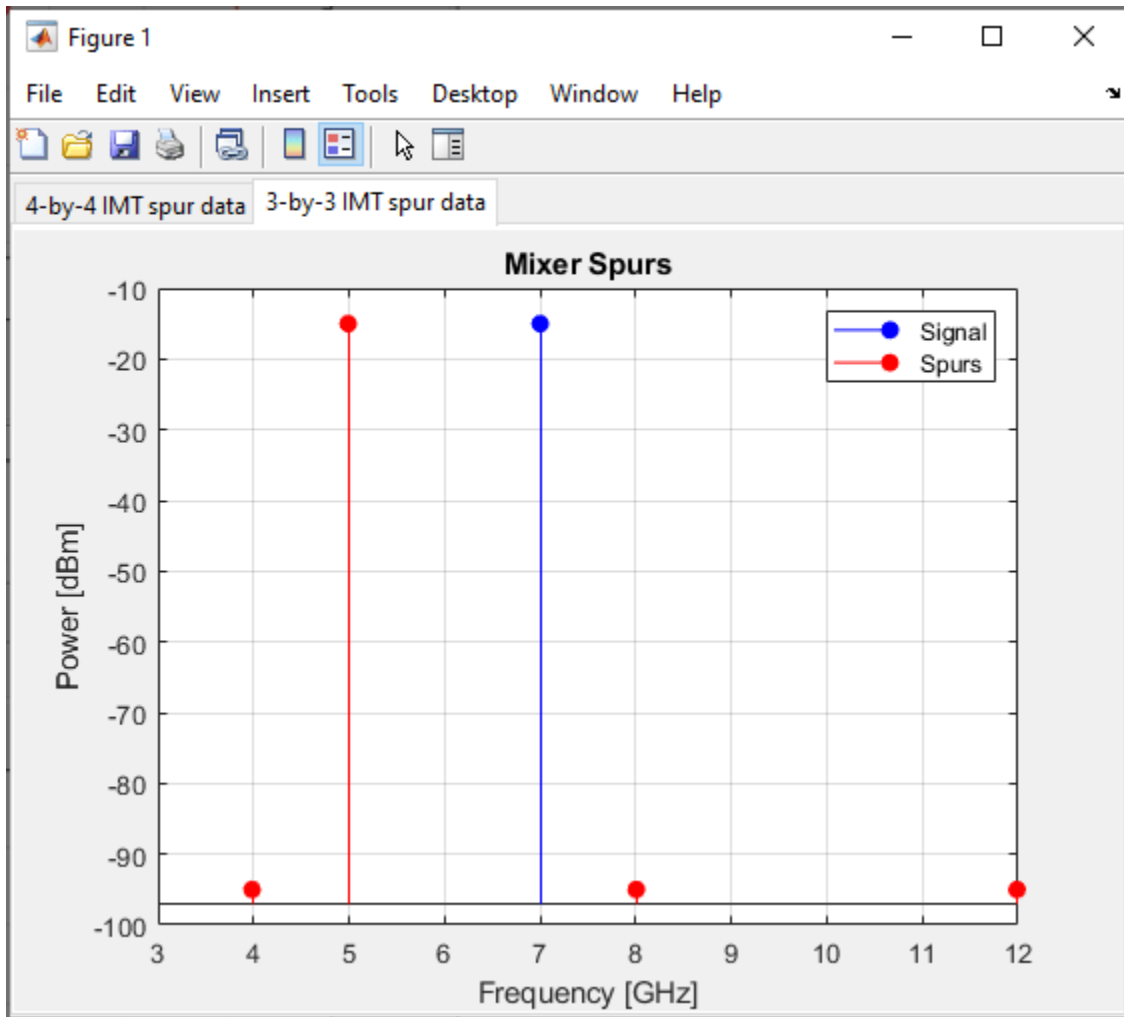 Figure 1
File Edit View Insert Tools Desktop Window Help
4-by-4 IMT spur data 3-by-3 IMT spur data
Mixer Spurs
Signal
Spurs
-10
-20
-30
-40
-50
-60
-70
-80
-90
-100
Power [dBm]
3 4 5 6 7 8 9 10 11 12
Frequency [GHz]